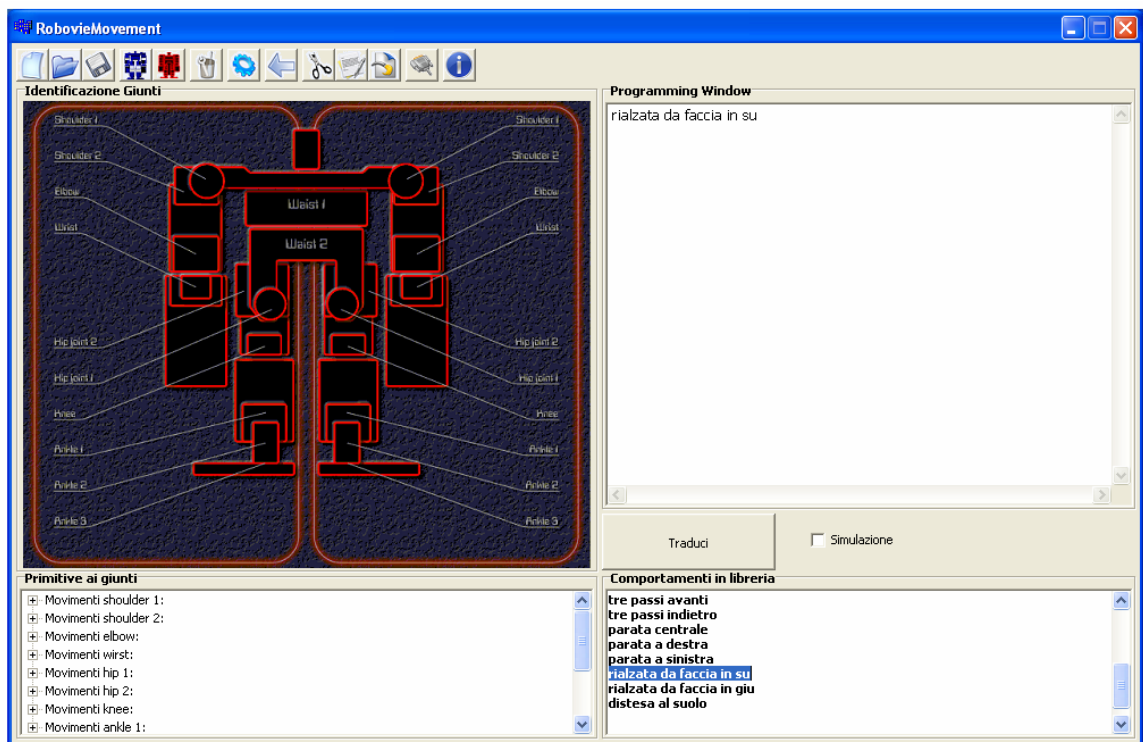 RobovieMovement
Identificazione Giunti
Shoulder 1
Shoulder 2
Elbow
Wrist
Hip joint 2
Hip joint 1
Knee
Ankle 1
Ankle 2
Ankle 3
Waist 1
Waist 2
Shoulder 1
Shoulder 2
Elbow
Wrist
Hip joint 2
Hip joint 1
Knee
Ankle 1
Ankle 2
Ankle 3
Programming Window
rialzata da faccia in su
Traduci
Simulazione
Primitive ai giunti
Movimenti shoulder 1:
Movimenti shoulder 2:
Movimenti elbow:
Movimenti wirst:
Movimenti hip 1:
Movimenti hip 2:
Movimenti knee:
Movimenti ankle 1:
Comportamenti in libreria
tre passi avanti
tre passi indietro
parata centrale
parata a destra
parata a sinistra
rialzata da faccia in su
rialzata da faccia in giu
distesa al suolo